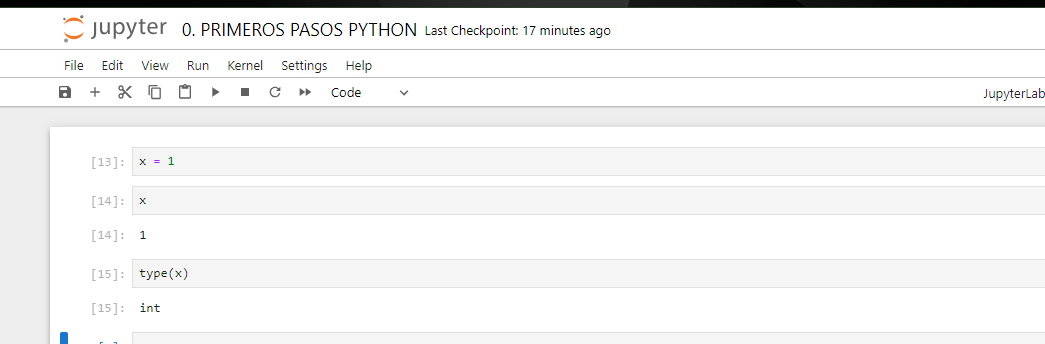 jupyter 0. PRIMEROS PASOS PYTHON Last Checkpoint: 17 minutes ago
File Edit View Run Kernel Settings Help
Code JupyterLab
[13]: x = 1
[14]: x
[14]: 1
[15]: type(x)
[15]: int